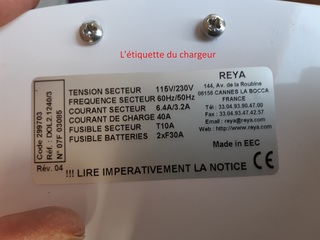 L'étiquette du chargeur
TENSION SECTEUR 115V/230V
FREQUENCE SECTEUR 60Hz/50Hz
COURANT SECTEUR 6.4A/3.2A
COURANT DE CHARGE 40A
FUSIBLE SECTEUR T10A
FUSIBLE BATTERIES 2xF30A
REYA
144, Av. de la Roubine
06150 CANNES LA BOCCA
FRANCE
Tél : 33.04.93.90.47.00
Fax : 33.04.93.47.42.57
Email : reya@reya.com
Web : http://www.reya.com
Made in EEC
Code 299703
Réf. : DOL2.1240/3
N° 07F 03085
Rév. 04
!!! LIRE IMPERATIVEMENT LA NOTICE !!!